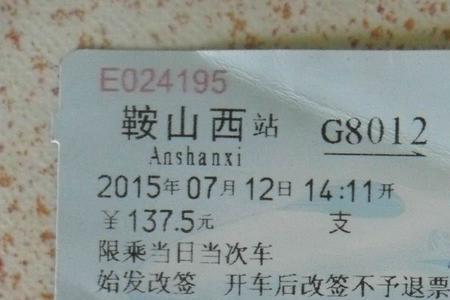 E024195
鞍山西站 G8012
Anshanxi
2015年07月12日14:11开
¥137.5元 支
限乘当日当次车
始发改签 开车后改签不予退票